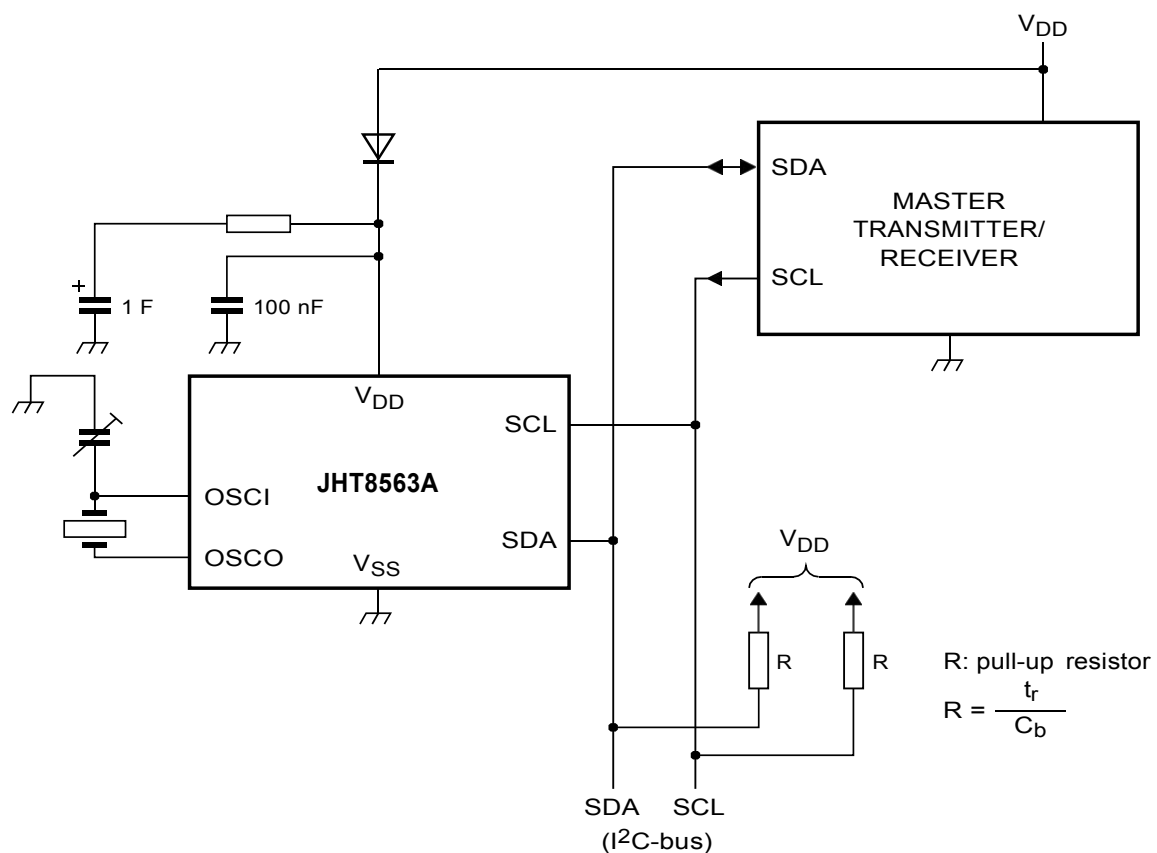 VDD
SDA
MASTER
TRANSMITTER/
RECEIVER
SCL
+
1 F
100 nF
VDD
SCL
JHT8563A
OSCI
SDA
OSCO
VSS
VDD
R
R
R: pull-up resistor
R = tr
Cb
SDA
SCL
(I2C-bus)